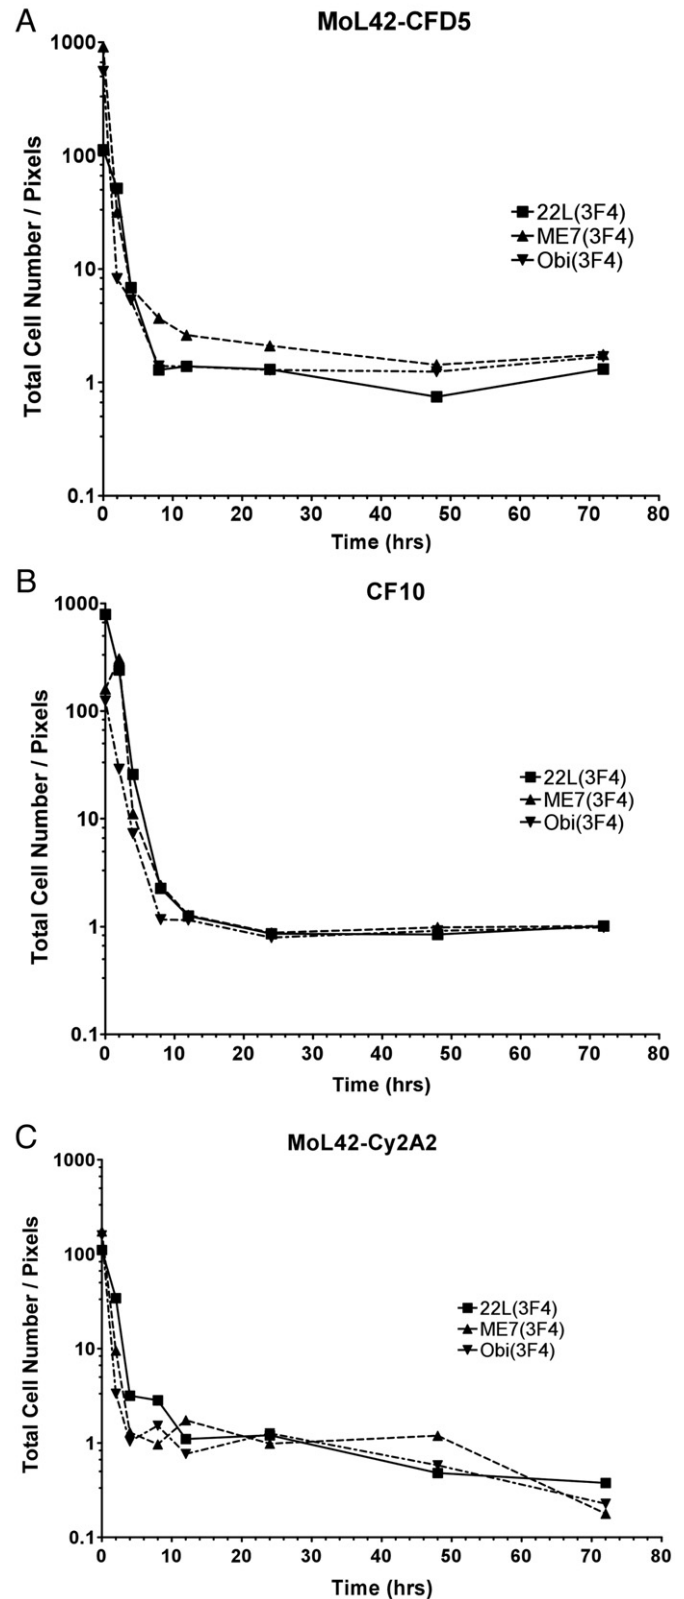 A
MoL42-CFD5
Total Cell Number / Pixels
1000
100
10
1
0.1
22L(3F4)
ME7(3F4)
Obi(3F4)
0 10 20 30 40 50 60 70 80
Time (hrs)
B
CF10
Total Cell Number / Pixels
1000
100
10
1
0.1
22L(3F4)
ME7(3F4)
Obi(3F4)
0 10 20 30 40 50 60 70 80
Time (hrs)
C
MoL42-Cy2A2
Total Cell Number / Pixels
1000
100
10
1
0.1
22L(3F4)
ME7(3F4)
Obi(3F4)
0 10 20 30 40 50 60 70 80
Time (hrs)